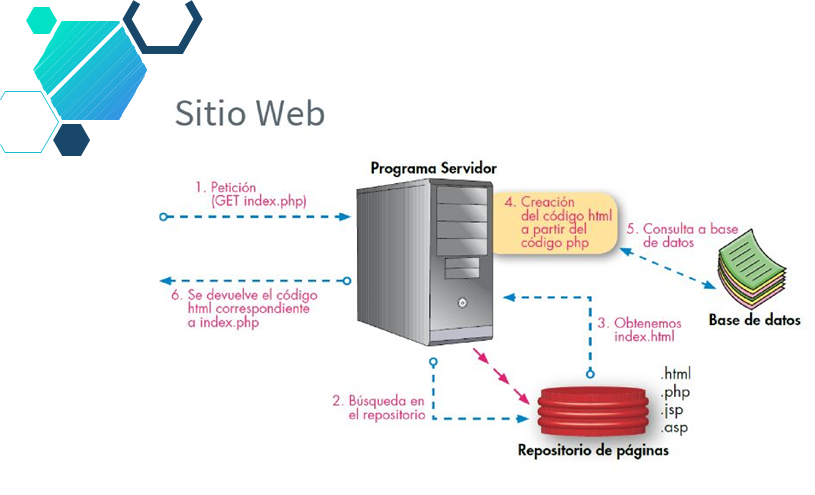 Sitio Web
Programa Servidor
1. Petición
(GET index.php)
4. Creación
del código html
a partir del
código php
5. Consulta a base
de datos
6. Se devuelve el código
html correspondiente
a index.php
Base de datos
3. Obtenemos
index.html
2. Búsqueda en
el repositorio
.html
.php
.jsp
.asp
Repositorio de páginas